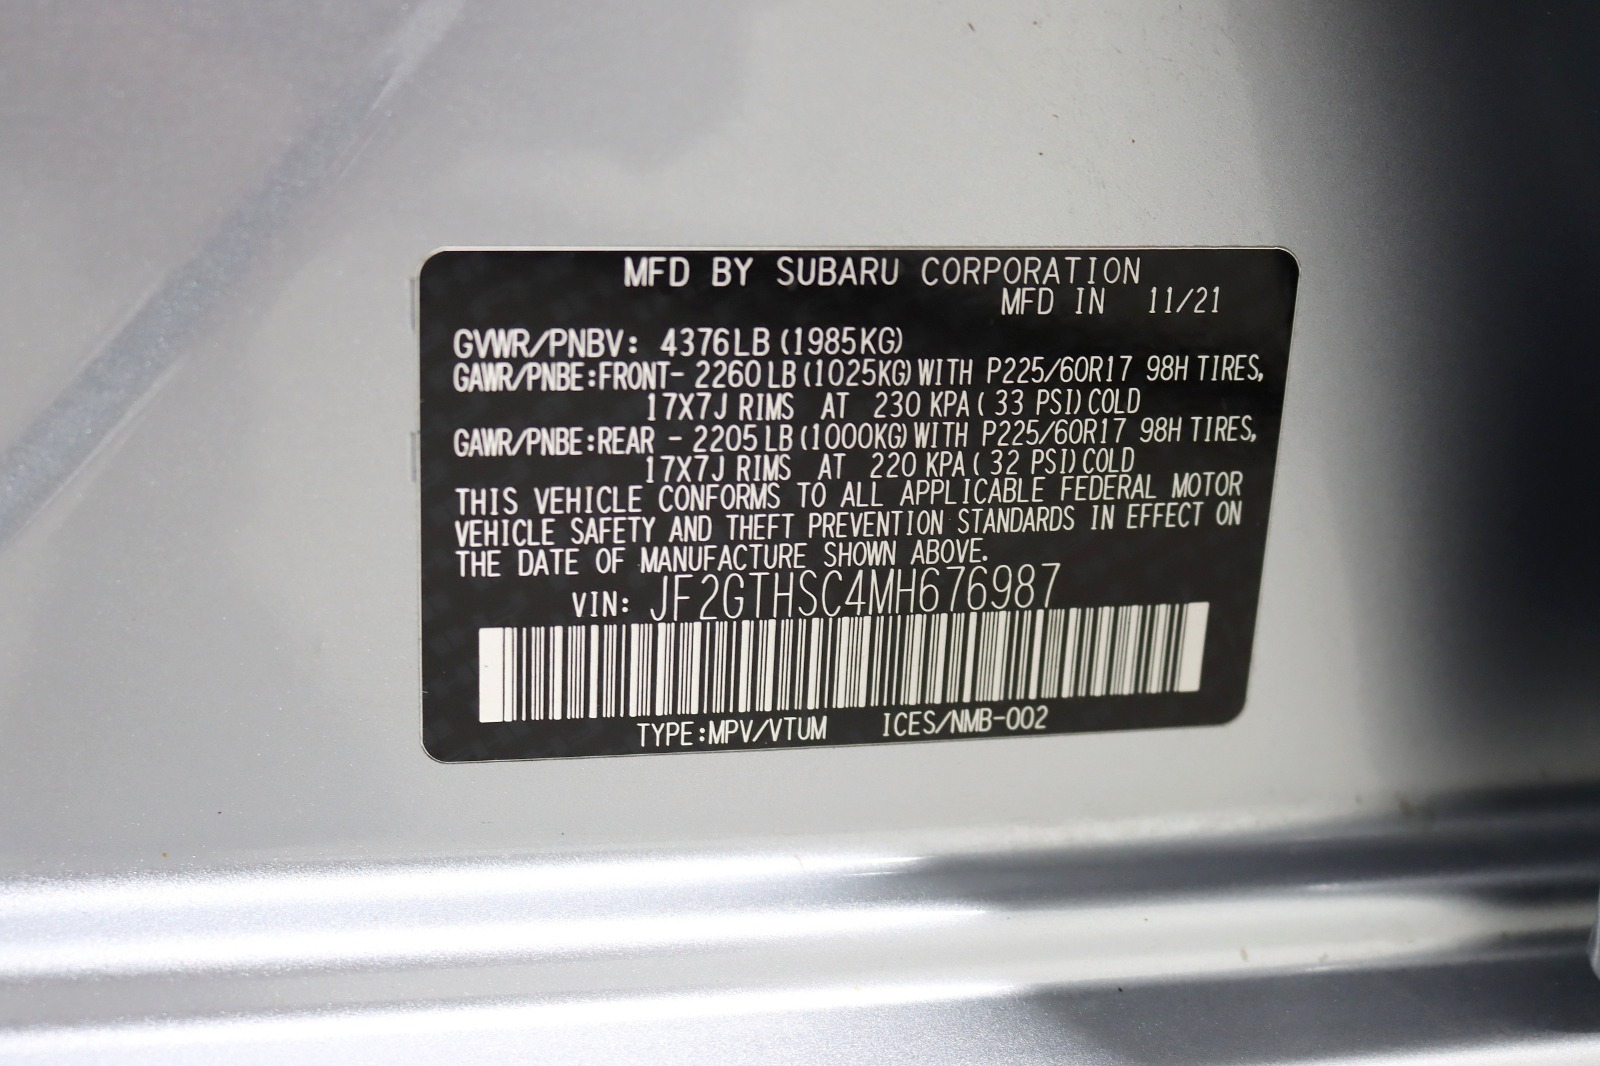 MFD BY SUBARU CORPORATION
MFD IN 11/21
GVWR/PNBV: 4376LB (1985KG)
GAWR/PNBE:FRONT- 2260 LB (1025KG) WITH P225/60R17 98H TIRES,
17X7J RIMS AT 230 KPA ( 33 PSI) COLD
GAWR/PNBE:REAR - 2205 LB (1000KG) WITH P225/60R17 98H TIRES,
17X7J RIMS AT 220 KPA ( 32 PSI) COLD
THIS VEHICLE CONFORMS TO ALL APPLICABLE FEDERAL MOTOR
VEHICLE SAFETY AND THEFT PREVENTION STANDARDS IN EFFECT ON
THE DATE OF MANUFACTURE SHOWN ABOVE.
VIN: JF2GTHSC4MH676987
TYPE:MPV/VTUM ICES/NMB-002